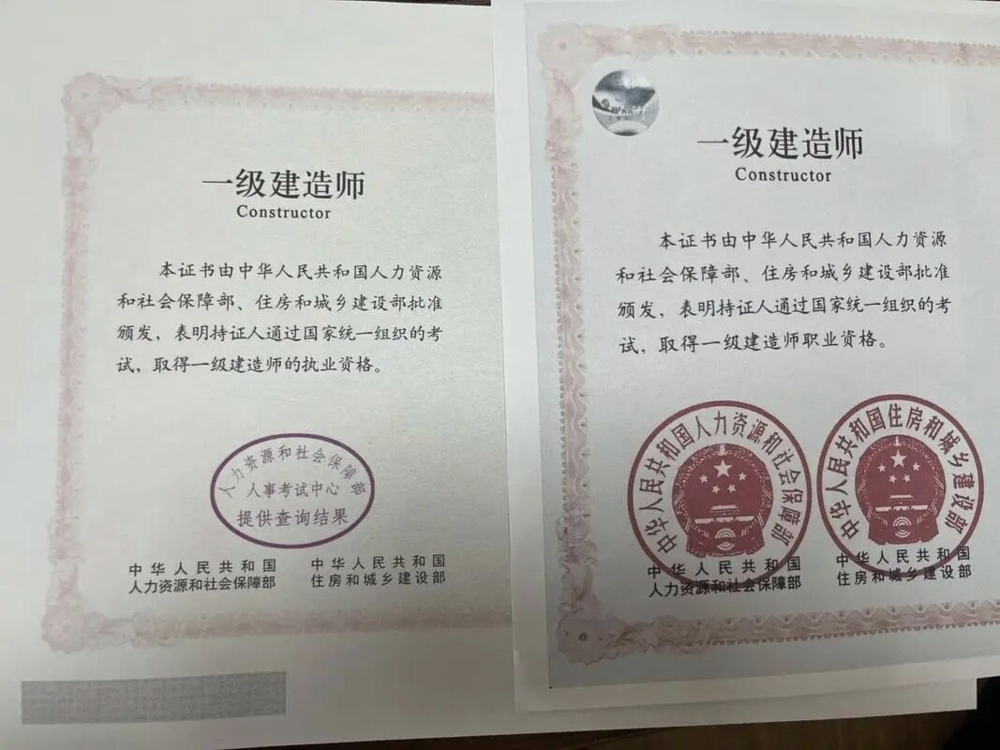 一级建造师
Constructor
本证书由中华人民共和国人力资源
和社会保障部、住房和城乡建设部批准
颁发，表明持证人通过国家统一组织的考
试，取得一级建造师的执业资格。
人力资源和社会保障部
人事考试中心
提供查询结果
中华人民共和国
人力资源和社会保障部
中华人民共和国
住房和城乡建设部
一级建造师
Constructor
本证书由中华人民共和国人力资源
和社会保障部、住房和城乡建设部批准
颁发，表明持证人通过国家统一组织的考
试，取得一级建造师职业资格。
中华人民共和国人力资源和社会保障部
中华人民共和国住房和城乡建设部
中华人民共和国
人力资源和社会保障部
中华人民共和国
住房和城乡建设部